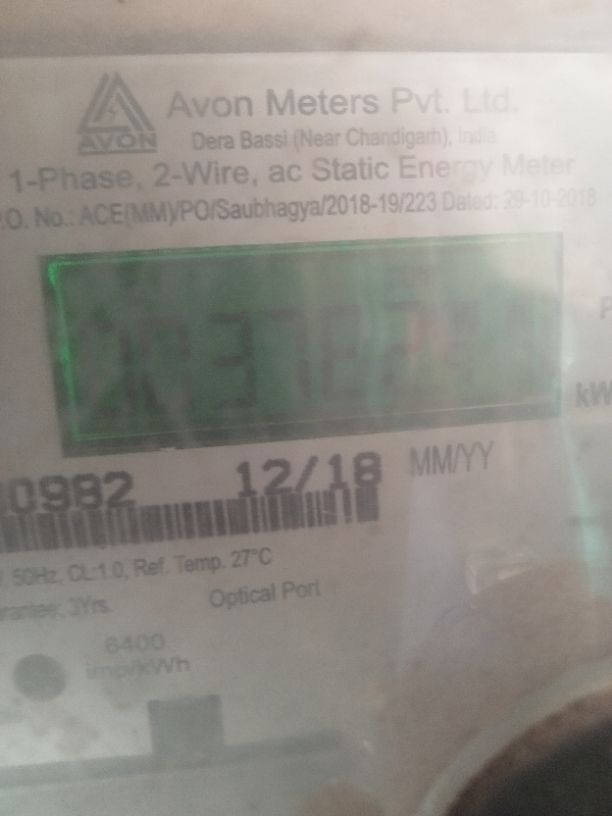 Avon Meters Pvt. Ltd.
AVON
Dera Bassi (Near Chandigarh), India
1-Phase, 2-Wire, ac Static Energy Meter
P.O. No.: ACE(MM)/PO/Saubhagya/2018-19/223 Dated: 29-10-2018
0982 12/18 MM/YY
50Hz, CL:1.0, Ref. Temp. 27°C
3Yrs.
Optical Port
6400
imp/kWh